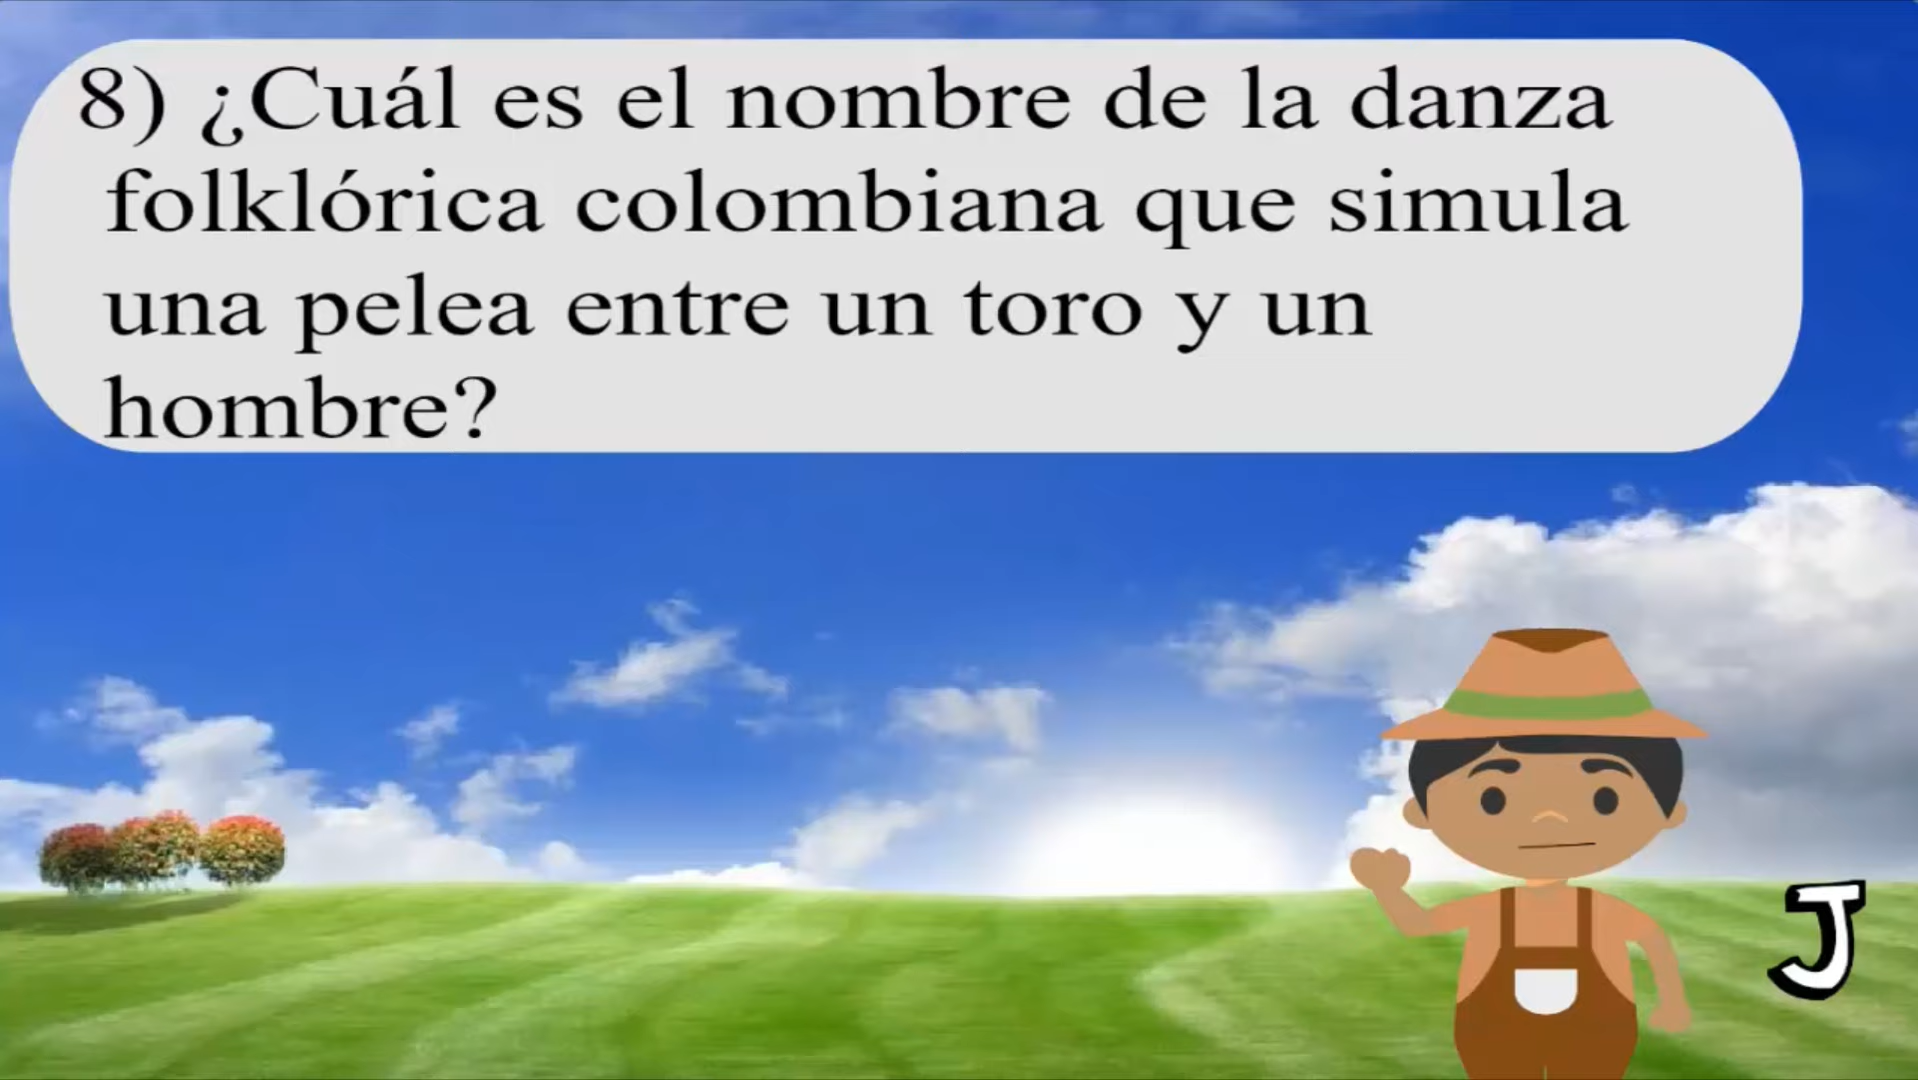 8) ¿Cuál es el nombre de la danza
folklórica colombiana que simula
una pelea entre un toro y un
hombre?
J